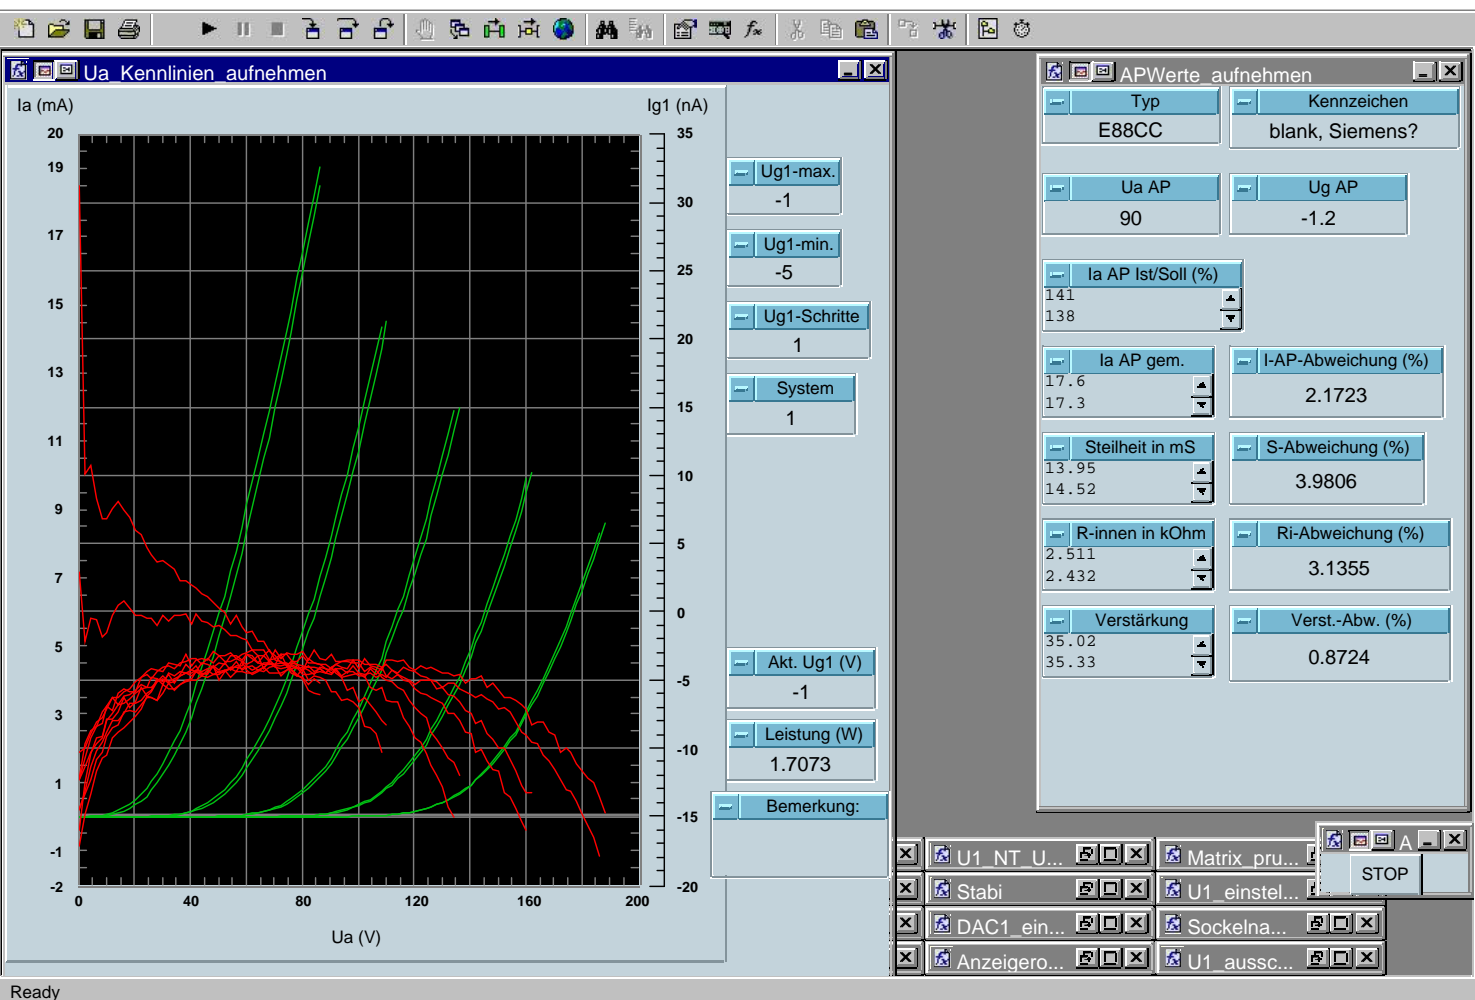 Ua_Kennlinien_aufnehmen
Ia (mA)
Ig1 (nA)
20
19
17
15
13
11
9
7
5
3
1
-1
-2
35
30
25
20
15
10
5
0
-5
-10
-15
-20
0
40
80
120
160
200
Ua (V)
Ug1-max.
-1
Ug1-min.
-5
Ug1-Schritte
1
System
1
Akt. Ug1 (V)
-1
Leistung (W)
1.7073
Bemerkung:
APWerte_aufnehmen
Typ
E88CC
Kennzeichen
blank, Siemens?
Ua AP
90
Ug AP
-1.2
Ia AP Ist/Soll (%)
141
138
Ia AP gem.
17.6
17.3
I-AP-Abweichung (%)
2.1723
Steilheit in mS
13.95
14.52
S-Abweichung (%)
3.9806
R-innen in kOhm
2.511
2.432
Ri-Abweichung (%)
3.1355
Verstärkung
35.02
35.33
Verst.-Abw. (%)
0.8724
A
STOP
U1_NT_U...
Matrix_pru...
Stabi
U1_einstel...
DAC1_ein...
Sockelna...
Anzeigero...
U1_aussc...
Ready